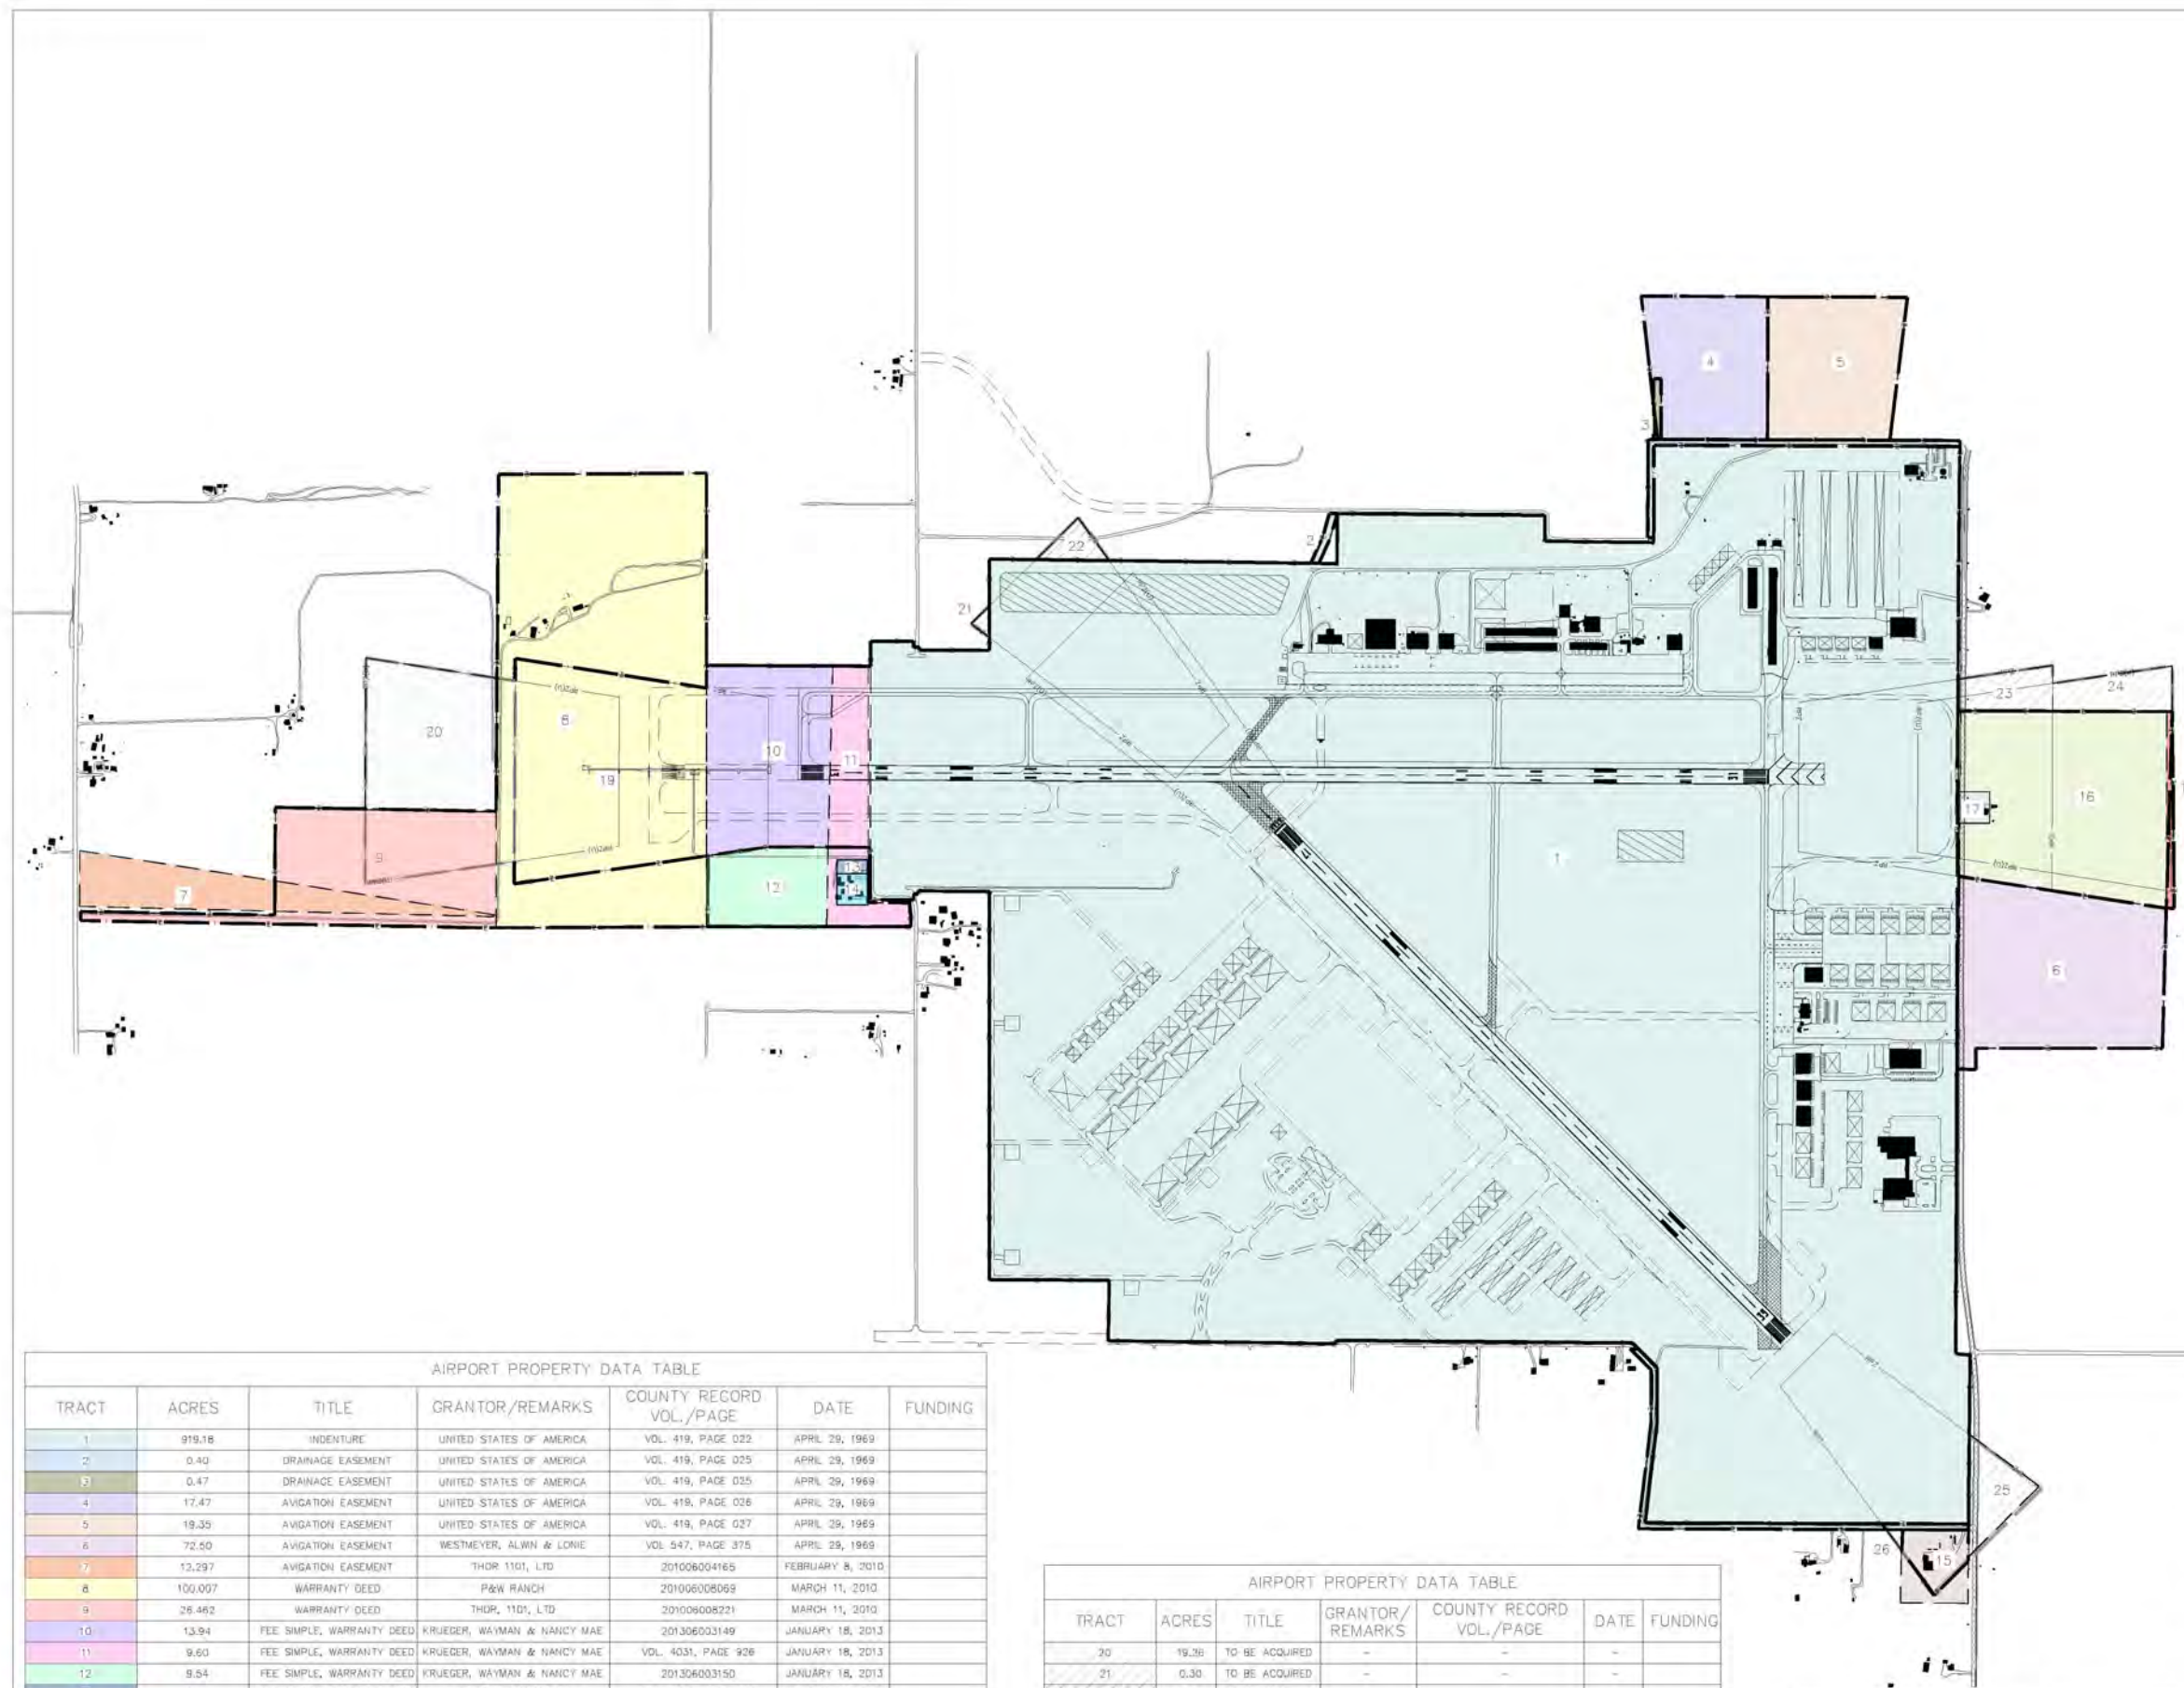 4
5
3
2
22
21
23
24
RPZ
RPZ(U)
20
8
10
11
19
16
17
1
31
17
35
9
7
12
13
14
6
25
26
15
AIRPORT PROPERTY DATA TABLE
TRACT ACRES TITLE GRANTOR/REMARKS COUNTY RECORD VOL./PAGE DATE FUNDING
1 919.18 INDENTURE UNITED STATES OF AMERICA VOL. 419, PAGE 022 APRIL 29, 1969
2 0.40 DRAINAGE EASEMENT UNITED STATES OF AMERICA VOL. 419, PAGE 025 APRIL 29, 1969
3 0.47 DRAINAGE EASEMENT UNITED STATES OF AMERICA VOL. 419, PAGE 025 APRIL 29, 1969
4 17.47 AVIGATION EASEMENT UNITED STATES OF AMERICA VOL. 419, PAGE 026 APRIL 29, 1969
5 19.35 AVIGATION EASEMENT UNITED STATES OF AMERICA VOL. 419, PAGE 027 APRIL 29, 1969
6 72.50 AVIGATION EASEMENT WESTMEYER, ALWIN & LONIE VOL 547, PAGE 375 APRIL 29, 1969
7 12.297 AVIGATION EASEMENT THOR 1101, LTD 201006004165 FEBRUARY 8, 2010
8 100.007 WARRANTY DEED P&W RANCH 201006008069 MARCH 11, 2010
9 26.462 WARRANTY DEED THOR, 1101, LTD 201006008221 MARCH 11, 2010
10 13.94 FEE SIMPLE, WARRANTY DEED KRUEGER, WAYMAN & NANCY MAE 201306003149 JANUARY 18, 2013
11 9.60 FEE SIMPLE, WARRANTY DEED KRUEGER, WAYMAN & NANCY MAE VOL. 4031, PAGE 926 JANUARY 18, 2013
12 9.54 FEE SIMPLE, WARRANTY DEED KRUEGER, WAYMAN & NANCY MAE 201306003150 JANUARY 18, 2013
AIRPORT PROPERTY DATA TABLE
TRACT ACRES TITLE GRANTOR/ REMARKS COUNTY RECORD VOL./PAGE DATE FUNDING
20 19.26 TO BE ACQUIRED - - -
21 0.30 TO BE ACQUIRED - - -